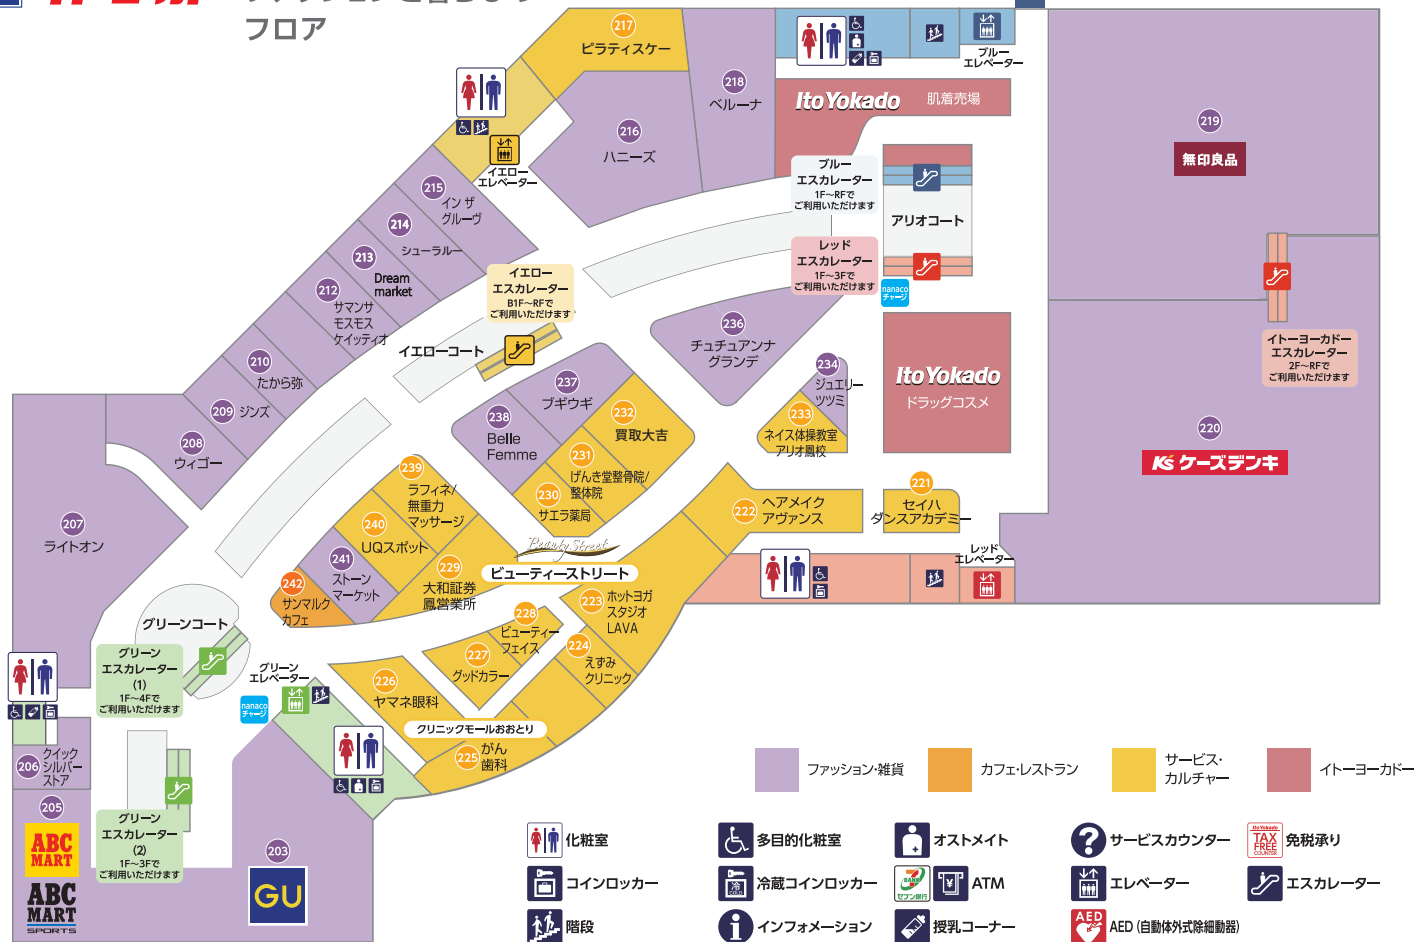 フロア
217
ピラティスケー
218
ベルーナ
216
ハニーズ
ブルー
エレベーター
Ito Yokado 肌着売場
219
無印良品
イエロー
エレベーター
215
イン ザ
グルーヴ
214
シューラルー
213
Dream
market
212
サマンサ
モスモス
ケイッティオ
210
たから弥
209 ジンズ
208
ウィゴー
207
ライトオン
ブルー
エスカレーター
1F~RFで
ご利用いただけます
アリオコート
レッド
エスカレーター
1F~3Fで
ご利用いただけます
nanaco
チャージ
イエロー
エスカレーター
B1F~RFで
ご利用いただけます
イエローコート
イトーヨーカドー
エスカレーター
2F~RFで
ご利用いただけます
236
チュチュアンナ
グランデ
234
ジュエリー
ツツミ
233
ネイス体操教室
アリオ鳳校
Ito Yokado
ドラッグコスメ
220
K's ケーズデンキ
237
ブギウギ
238
Belle
Femme
232
買取大吉
231
げんき堂整骨院/
整体院
230
サエラ薬局
239
ラフィネ/
無重力
マッサージ
240
UQスポット
241
ストーン
マーケット
242
サンマルク
カフェ
229
大和証券
鳳営業所
Beauty Street
ビューティーストリート
222
ヘアメイク
アヴァンス
221
セイハ
ダンスアカデミー
レッド
エレベーター
223
ホットヨガ
スタジオ
LAVA
224
えずみ
クリニック
228
ビューティー
フェイス
227
グッドカラー
226
ヤマネ眼科
クリニックモールおおとり
225
がん
歯科
グリーンコート
グリーン
エスカレーター
(1)
1F~4Fで
ご利用いただけます
グリーン
エレベーター
nanaco
チャージ
206
クイック
シルバー
ストア
205
ABC
MART
ABC
MART
SPORTS
グリーン
エスカレーター
(2)
1F~3Fで
ご利用いただけます
203
GU
ファッション・雑貨
カフェ・レストラン
サービス・
カルチャー
イトーヨーカドー
化粧室
多目的化粧室
オストメイト
サービスカウンター
Ito Yokado
TAX
FREE
COUNTER
免税承り
コインロッカー
冷
COLD
冷蔵コインロッカー
7
BANK
セブン銀行
ATM
エレベーター
エスカレーター
階段
インフォメーション
授乳コーナー
AED
AED (自動体外式除細動器)